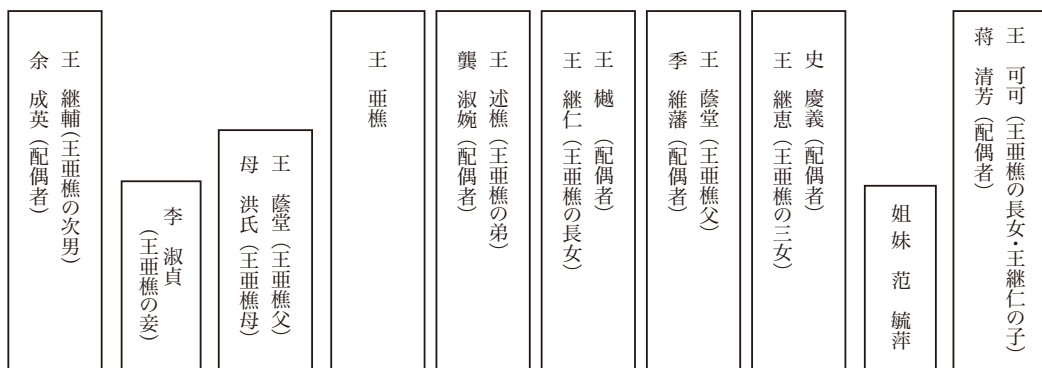 王 可可（王亜樵の長女・王継仁の子）
蒋 清芳（配偶者）
姐妹 范 毓萍
史 慶義（配偶者）
王 継恵（王亜樵の三女）
王 蔭堂（王亜樵父）
季 維藩（配偶者）
王 樾 （配偶者）
王 継仁（王亜樵の長女）
王 述樵（王亜樵の弟）
龔 淑婉（配偶者）
王 亜樵
王 蔭堂（王亜樵父）
母 洪氏（王亜樵母）
李 淑貞
（王亜樵の妾）
王 継輔（王亜樵の次男）
余 成英（配偶者）